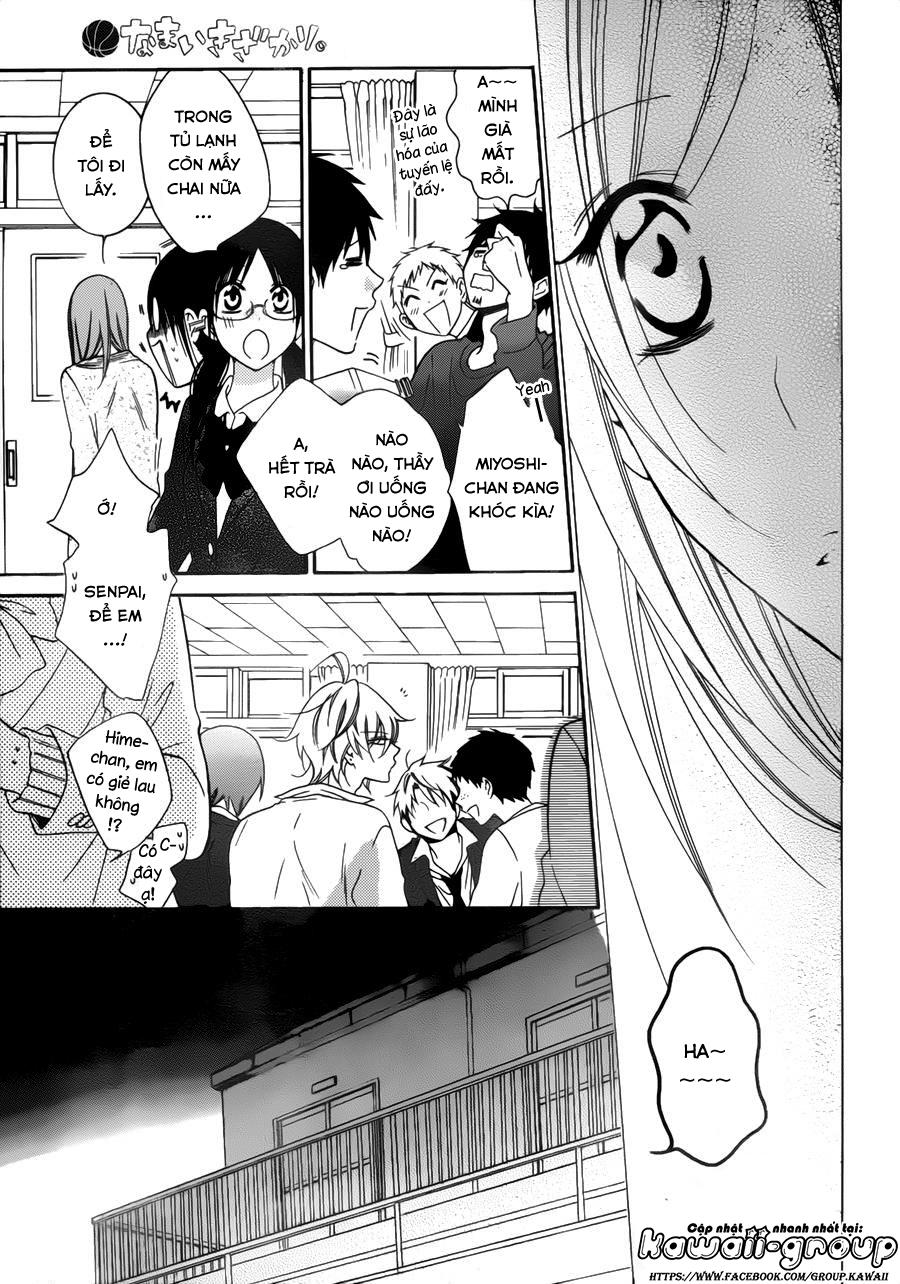 なまいきざかり。
A~~
MÌNH
GIÀ
MẤT
RỒI.
Đây là
sự lão
hóa của
tuyến lệ
đấy.
Yeah
MIYOSHI-
CHAN ĐANG
KHÓC KÌA!
NÀO
NÀO, THẦY
ƠI UỐNG
NÀO UỐNG
NÀO!
A,
HẾT TRÀ
RỒI!
TRONG
TỦ LẠNH
CÒN MẤY
CHAI NỮA
...
ĐỂ
TÔI ĐI
LẤY.
Ớ!
SENPAI,
ĐỂ EM
...!
Hime-
chan, em
có giẻ lau
không
!?
Có C-
đây
ạ!
HA~
~~~
Cập nhật nhanh nhất tại:
kawaii-group
HTTPS://WWW.FACEBOOK.COM/GROUP.KAWAII